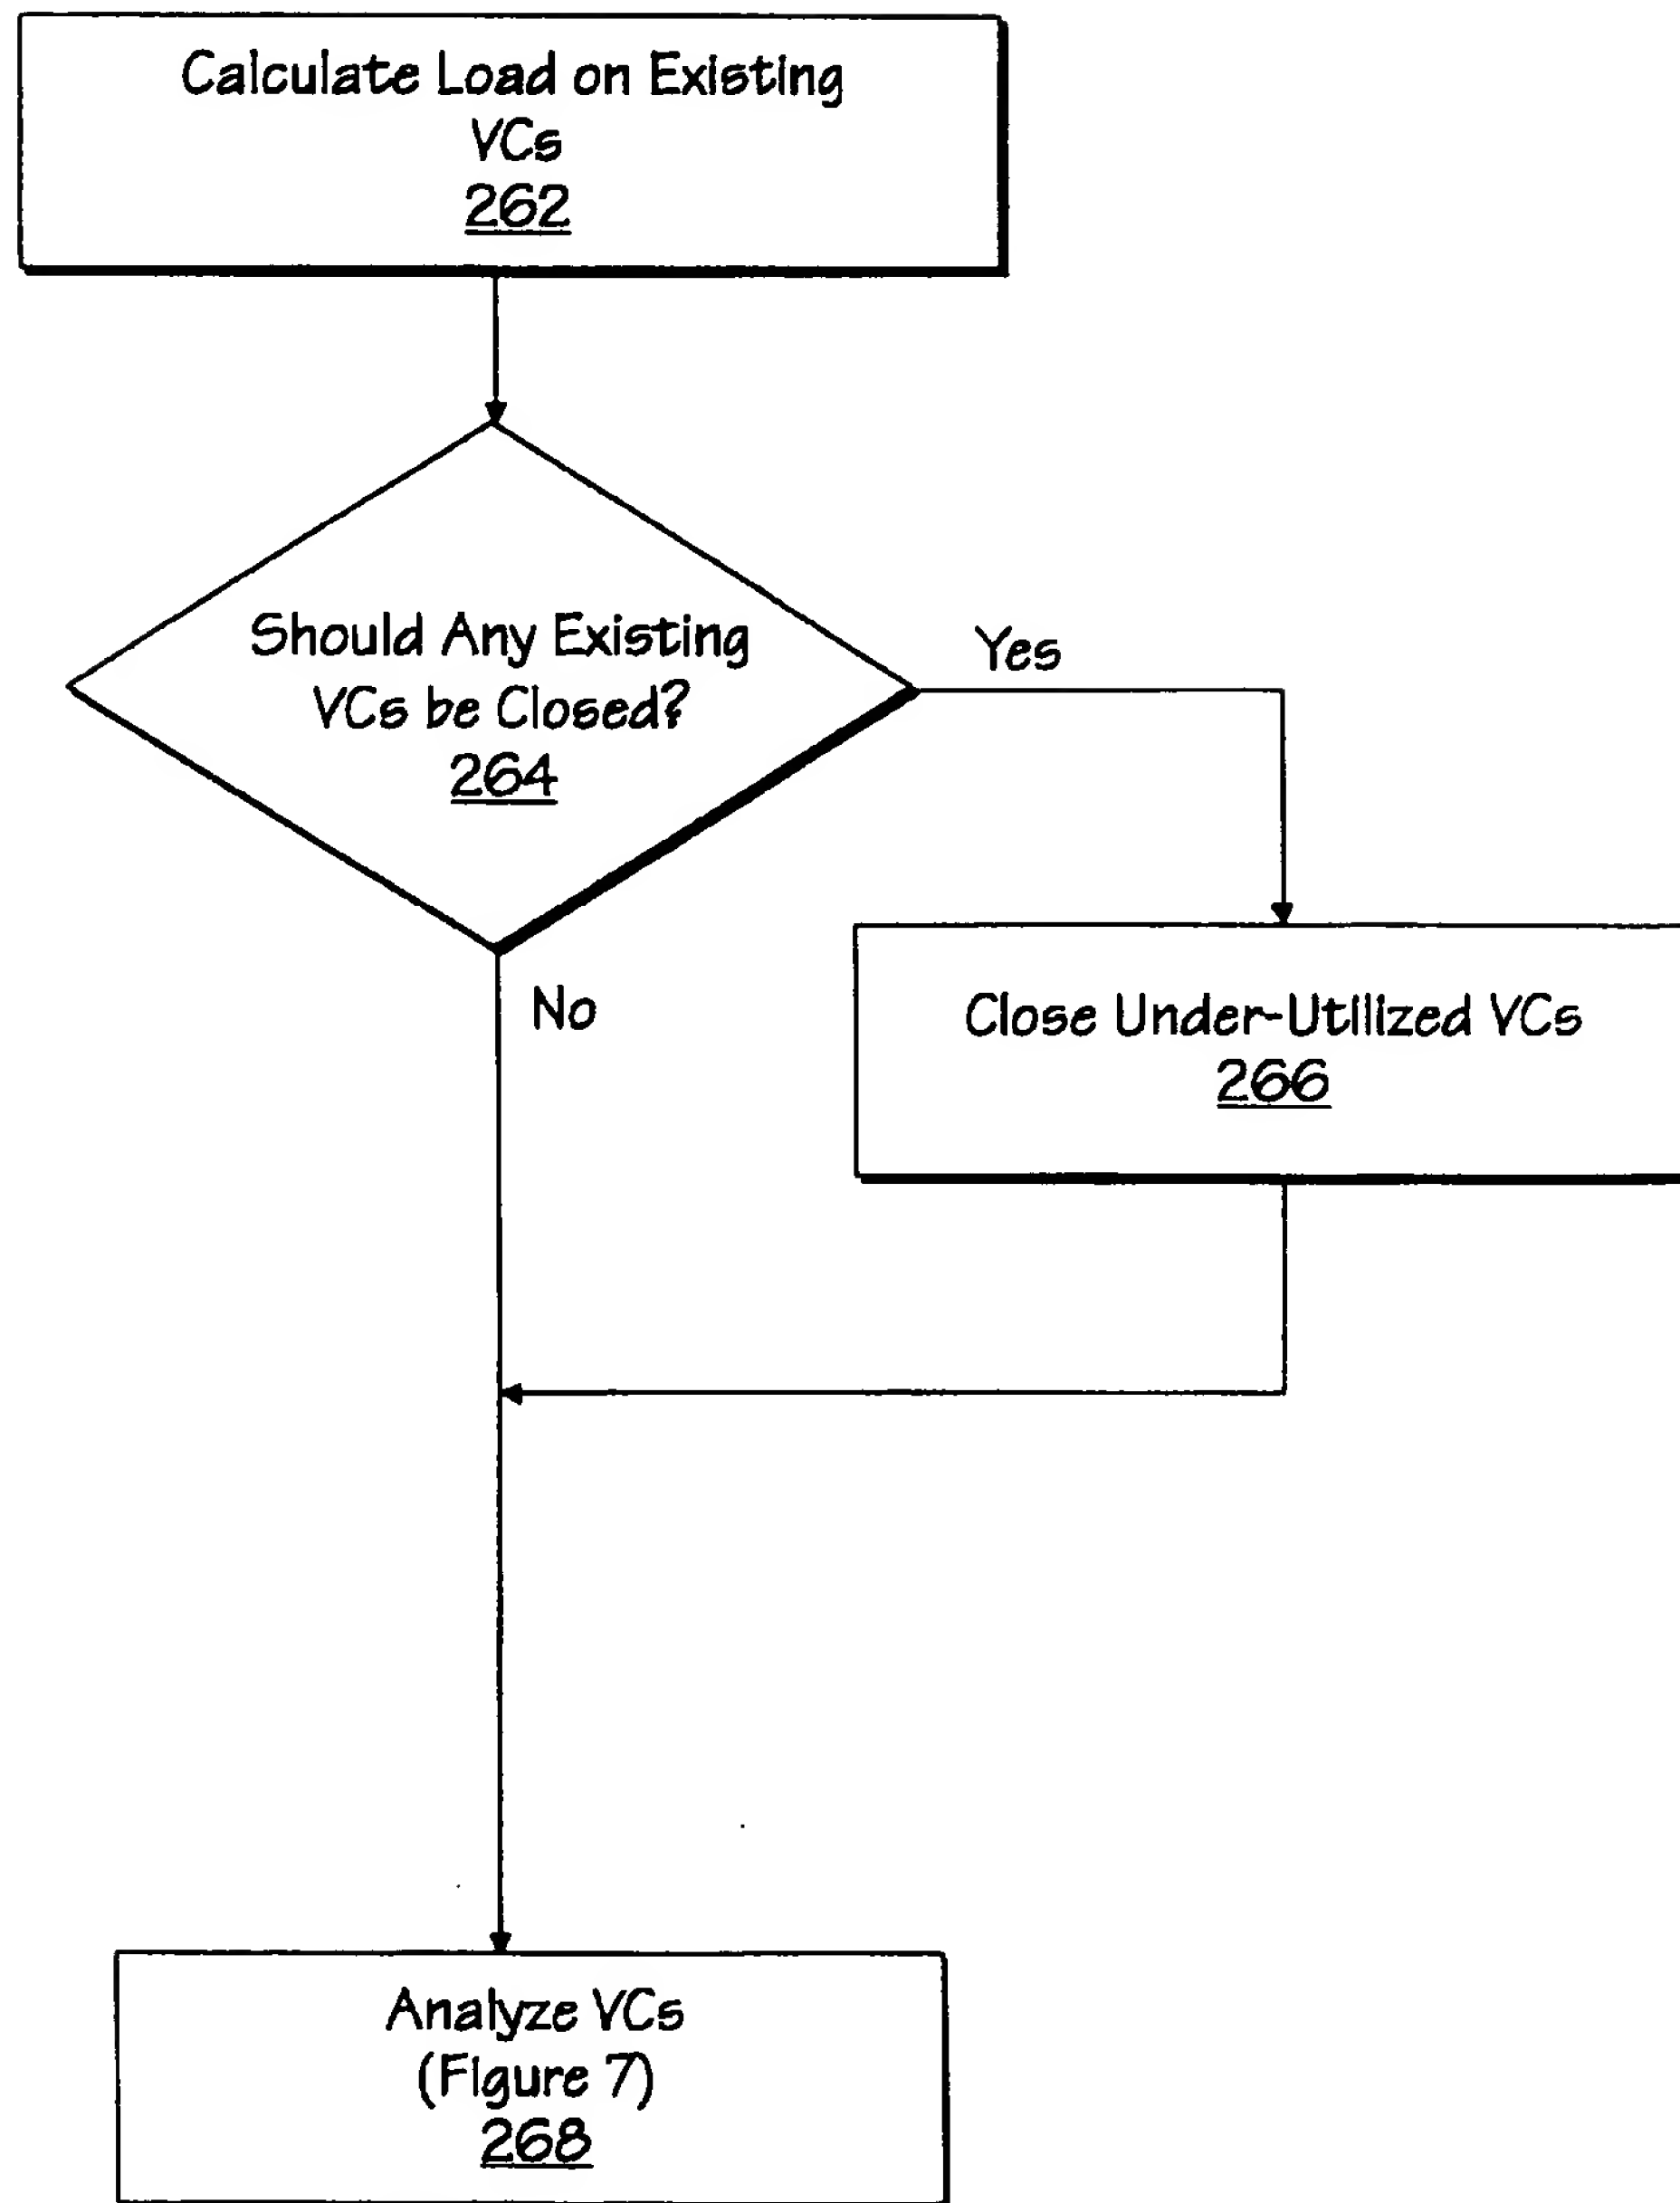 Calculate Load on Existing
VCs
262
Should Any Existing
VCs be Closed?
264
Yes
No
Close Under-Utilized VCs
266
Analyze VCs
(Figure 7)
268